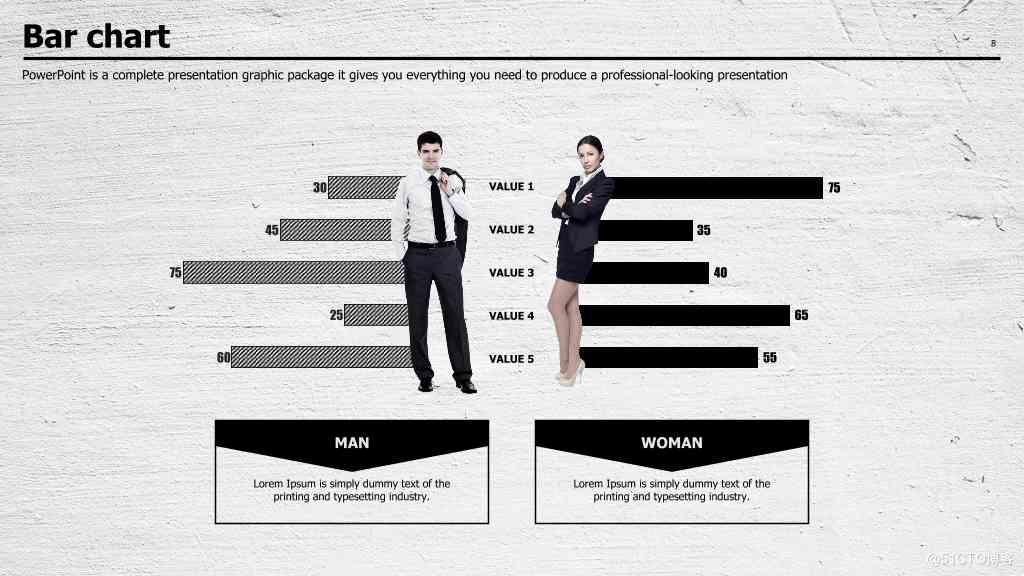 Bar chart
8
PowerPoint is a complete presentation graphic package it gives you everything you need to produce a professional-looking presentation
30 VALUE 1 75
45 VALUE 2 35
75 VALUE 3 40
25 VALUE 4 65
60 VALUE 5 55
MAN
Lorem Ipsum is simply dummy text of the
printing and typesetting industry.
WOMAN
Lorem Ipsum is simply dummy text of the
printing and typesetting industry.
@51CTO博客